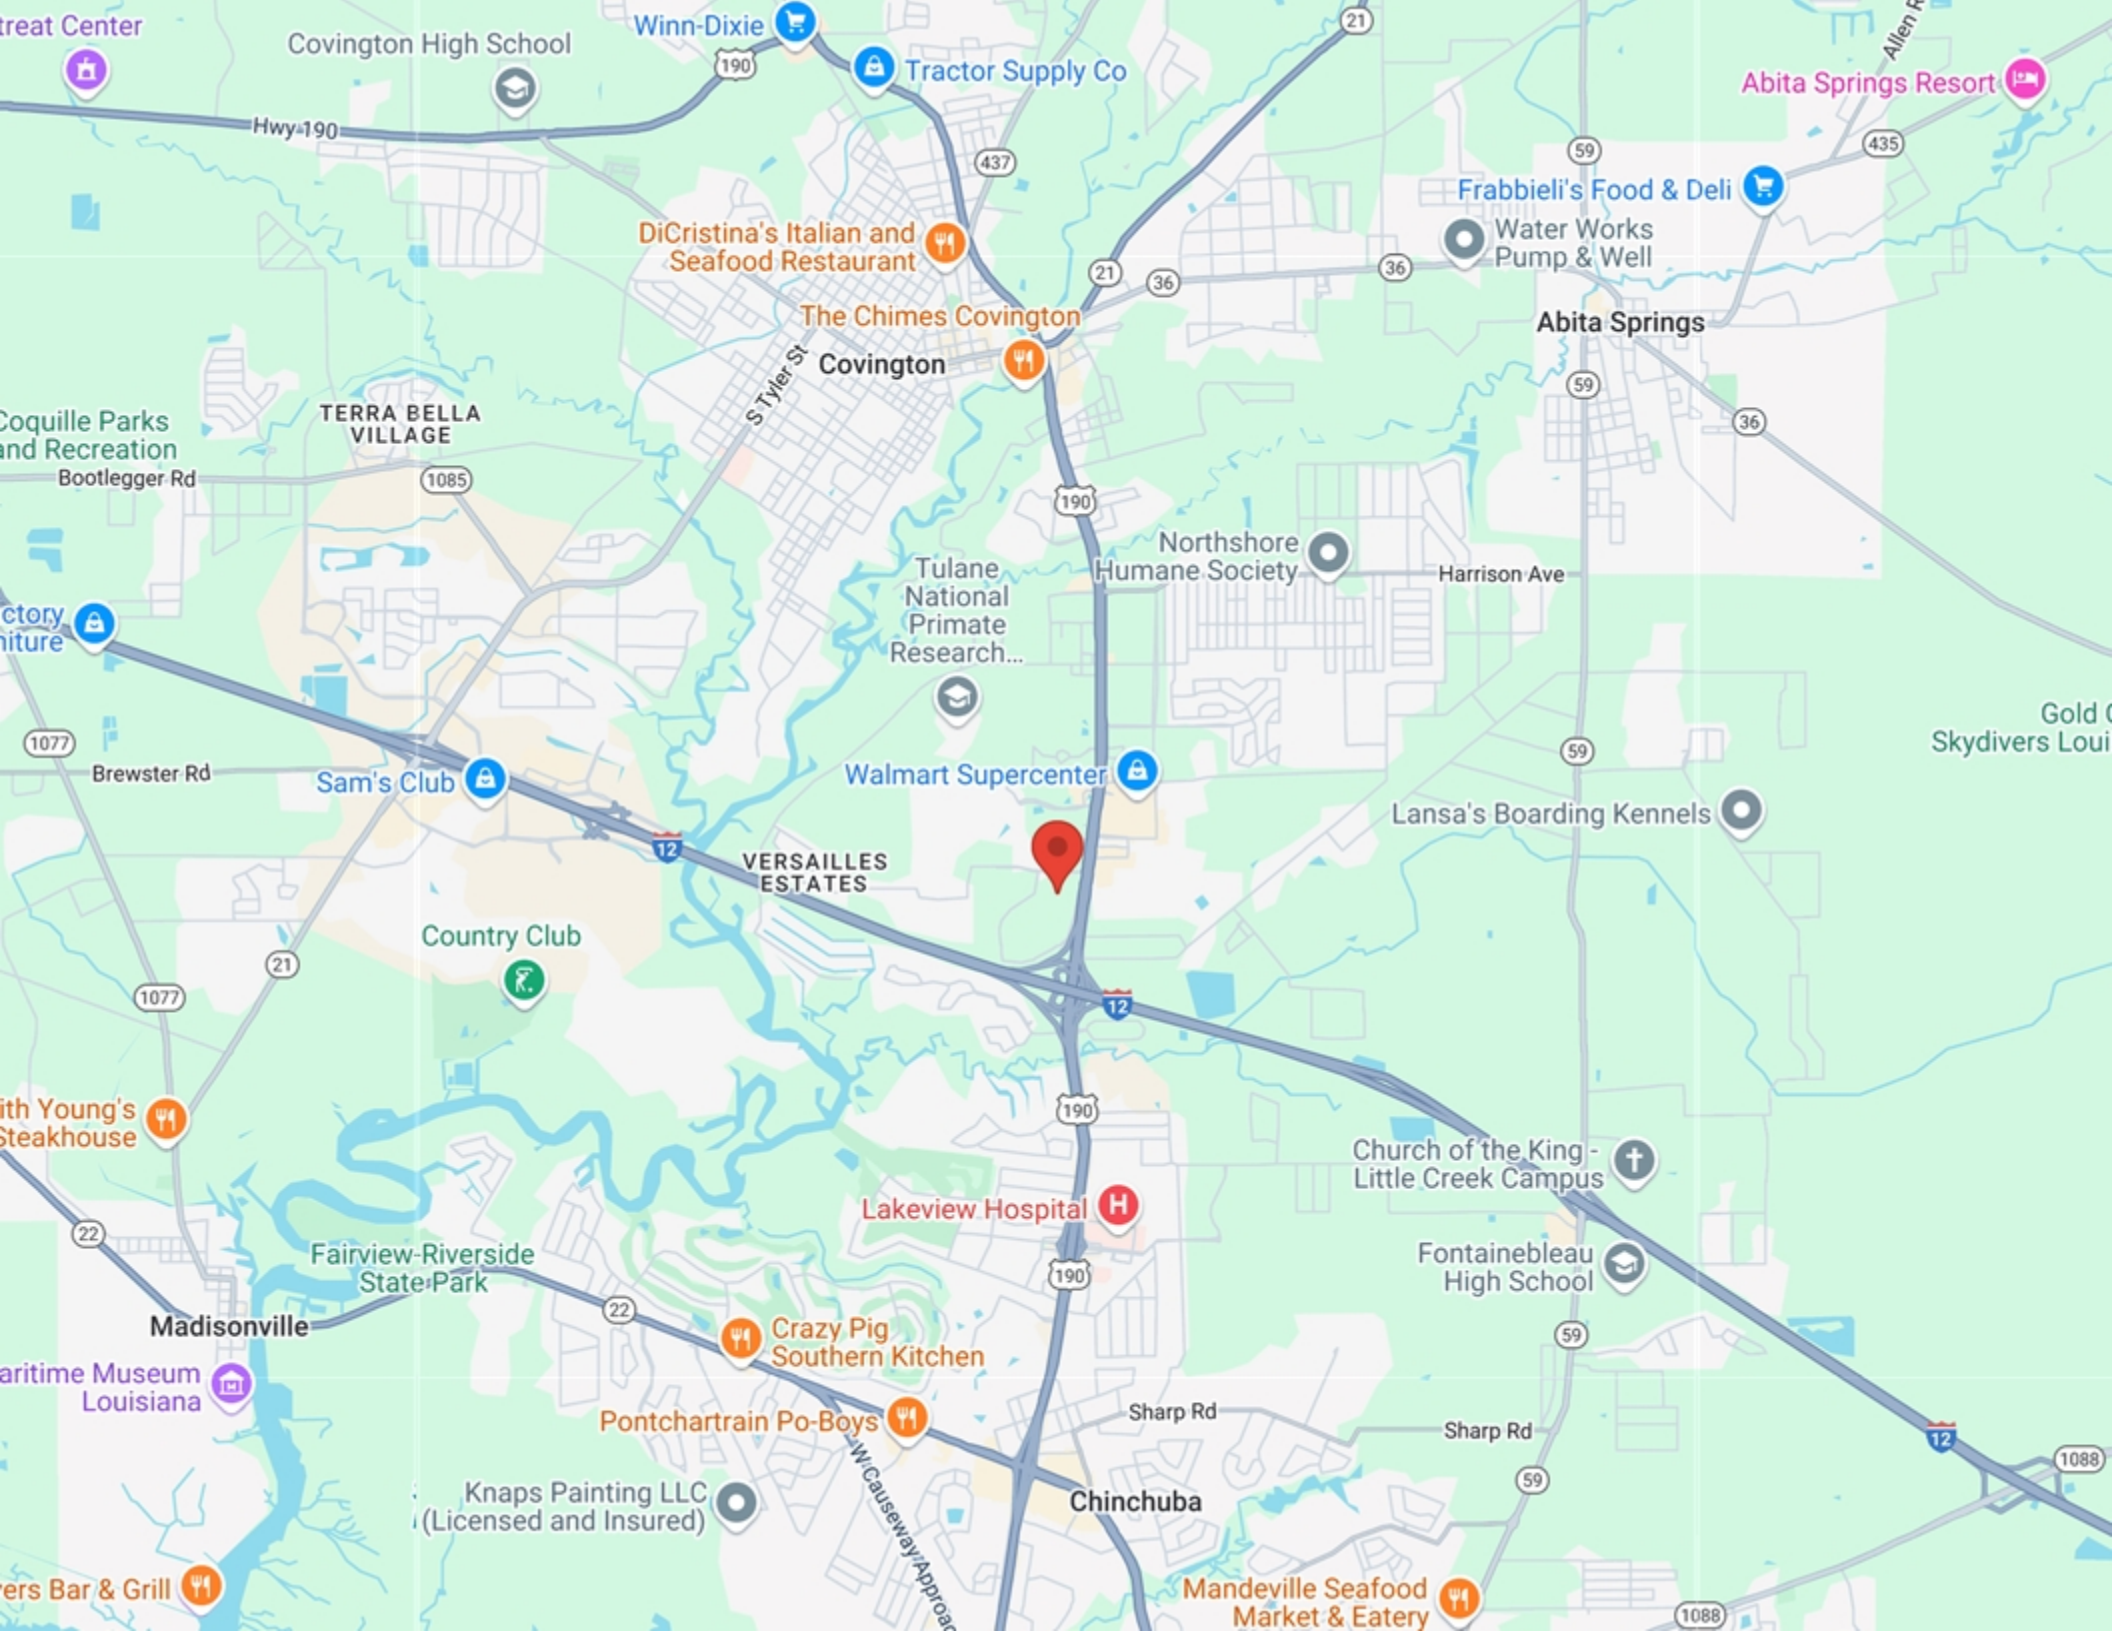 treat Center
Covington High School
Winn-Dixie
190
Tractor Supply Co
21
Allen R
Abita Springs Resort
Hwy 190
437
59
435
Frabbieli's Food & Deli
DiCristina's Italian and
Seafood Restaurant
Water Works
Pump & Well
21
36
36
The Chimes Covington
Covington
Abita Springs
S Tyler St
59
36
TERRA BELLA
VILLAGE
Coquille Parks
and Recreation
Bootlegger Rd
1085
190
Northshore
Humane Society
Harrison Ave
Tulane
National
Primate
Research...
ctory
niture
1077
Brewster Rd
Sam's Club
Walmart Supercenter
59
Gold C
Skydivers Loui
Lansa's Boarding Kennels
12
VERSAILLES
ESTATES
Country Club
21
1077
12
ith Young's
Steakhouse
190
Church of the King -
Little Creek Campus
Lakeview Hospital
22
Fairview-Riverside
State Park
190
Fontainebleau
High School
22
Madisonville
59
Crazy Pig
Southern Kitchen
aritime Museum
Louisiana
Pontchartrain Po-Boys
Sharp Rd
Sharp Rd
12
1088
W Causeway Approac
Knaps Painting LLC
(Licensed and Insured)
Chinchuba
59
vers Bar & Grill
Mandeville Seafood
Market & Eatery
1088